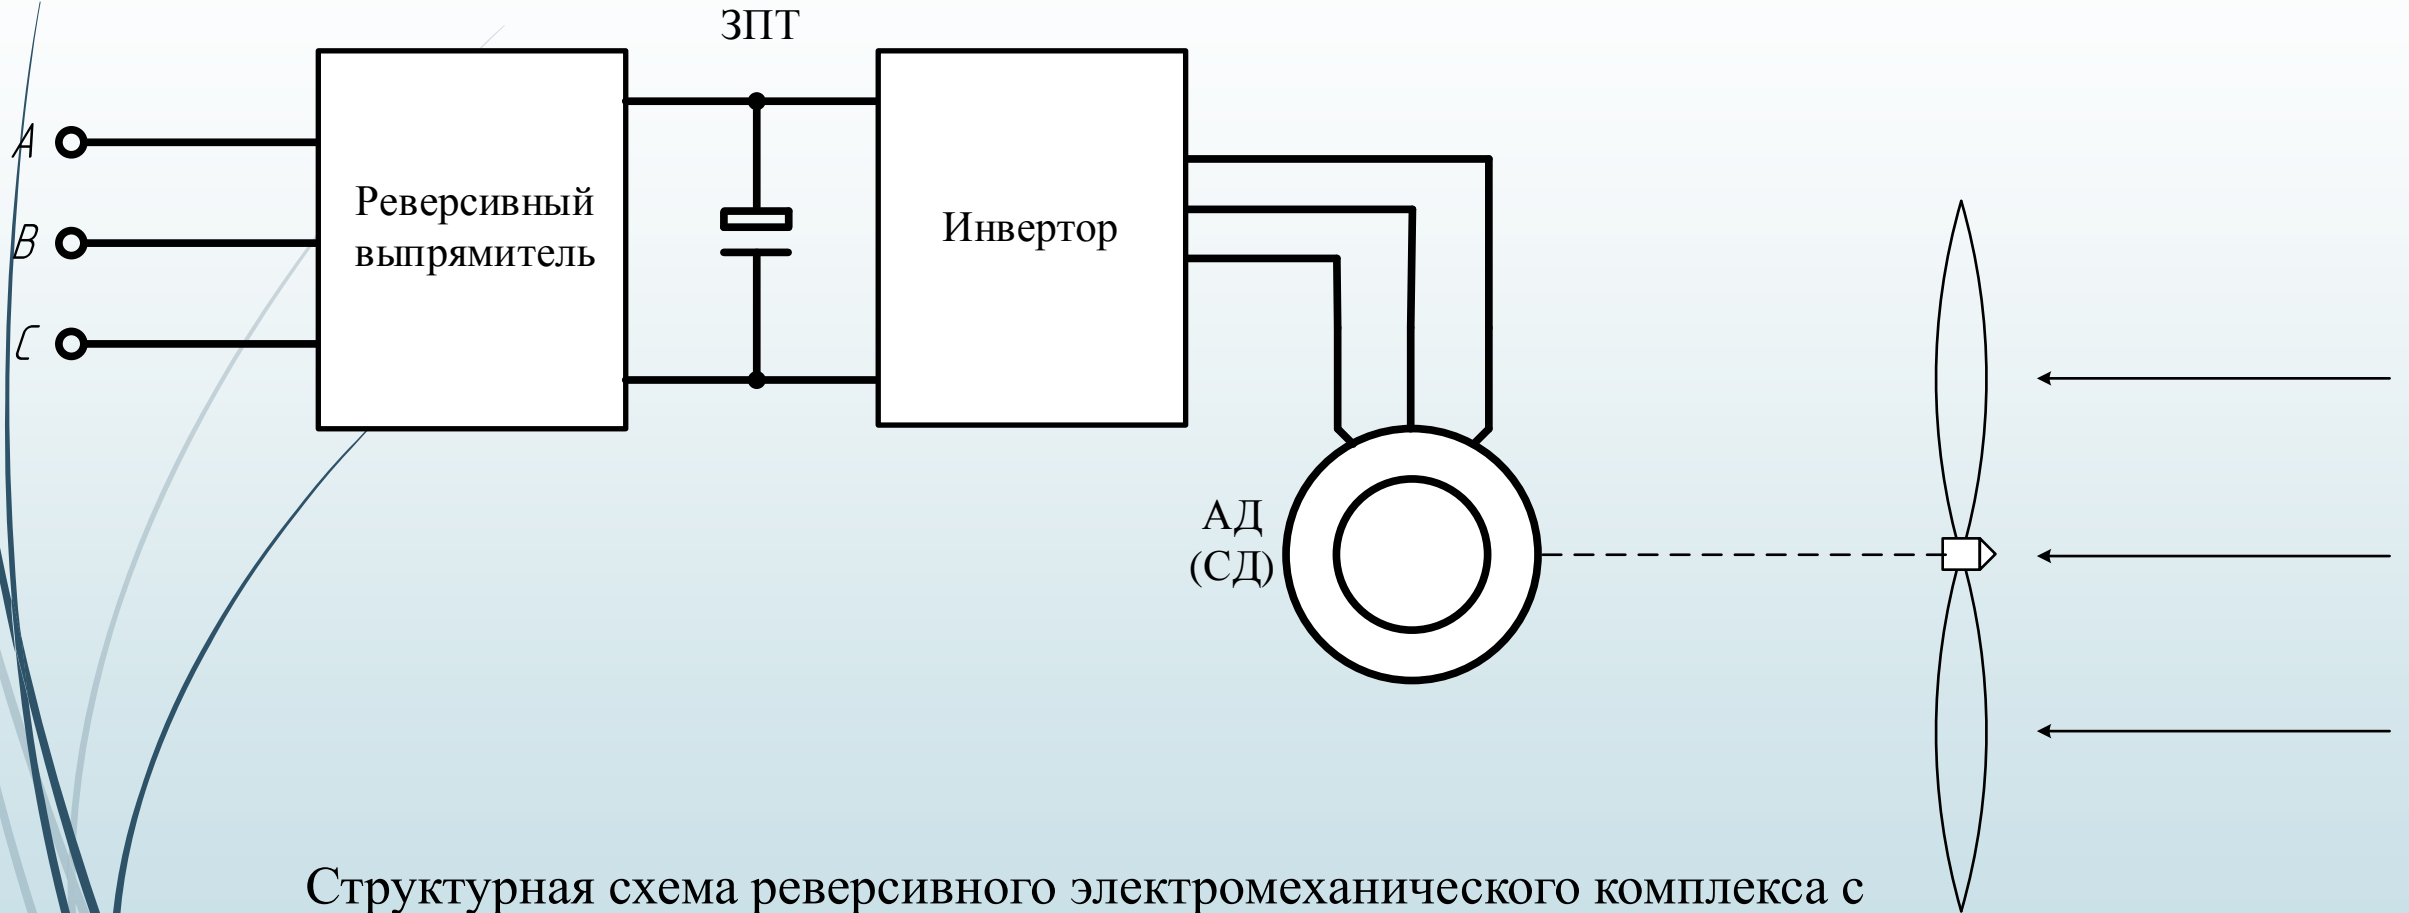 ЗПТ
A
Реверсивный
выпрямитель
B
Инвертор
C
АД
(СД)
Структурная схема реверсивного электромеханического комплекса с